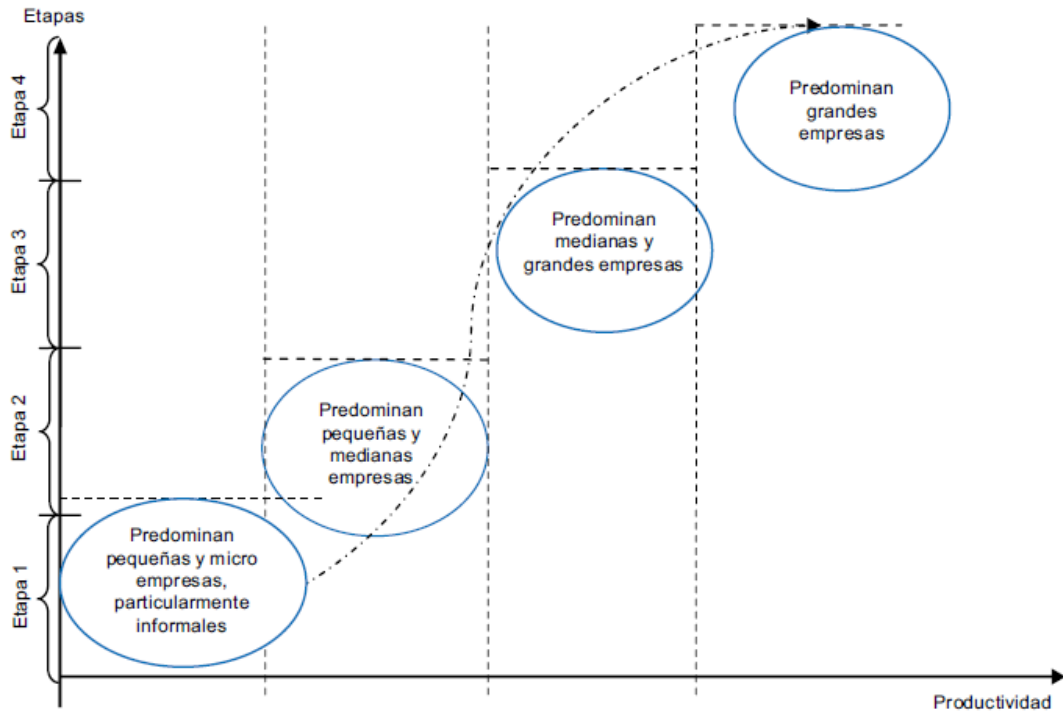 Etapas
Etapa 4
Predominan
grandes
empresas
Etapa 3
Predominan
medianas y
grandes empresas
Etapa 2
Predominan
pequeñas y
medianas
empresas.
Etapa 1
Predominan
pequeñas y micro
empresas,
particularmente
informales
Productividad